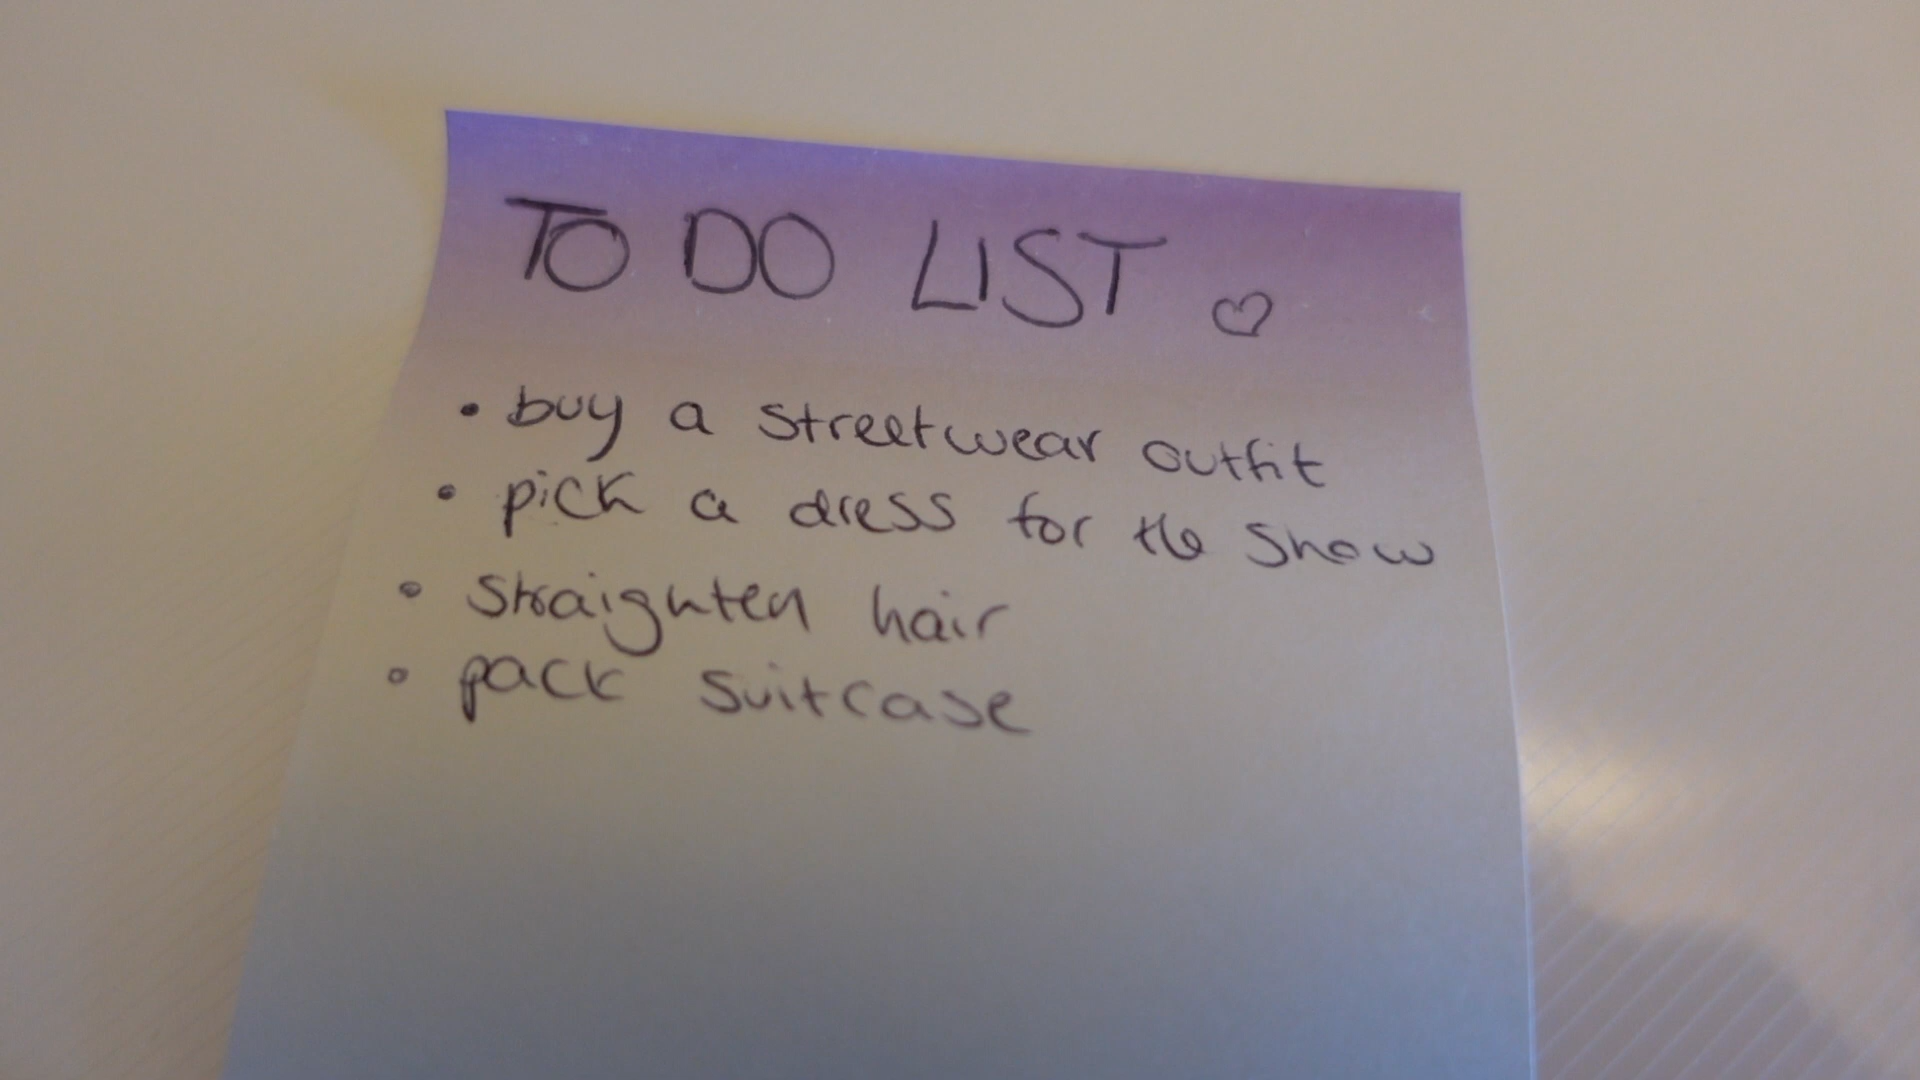 TO DO LIST ♡
• buy a streetwear outfit
• pick a dress for the show
• straighten hair
• pack suitcase